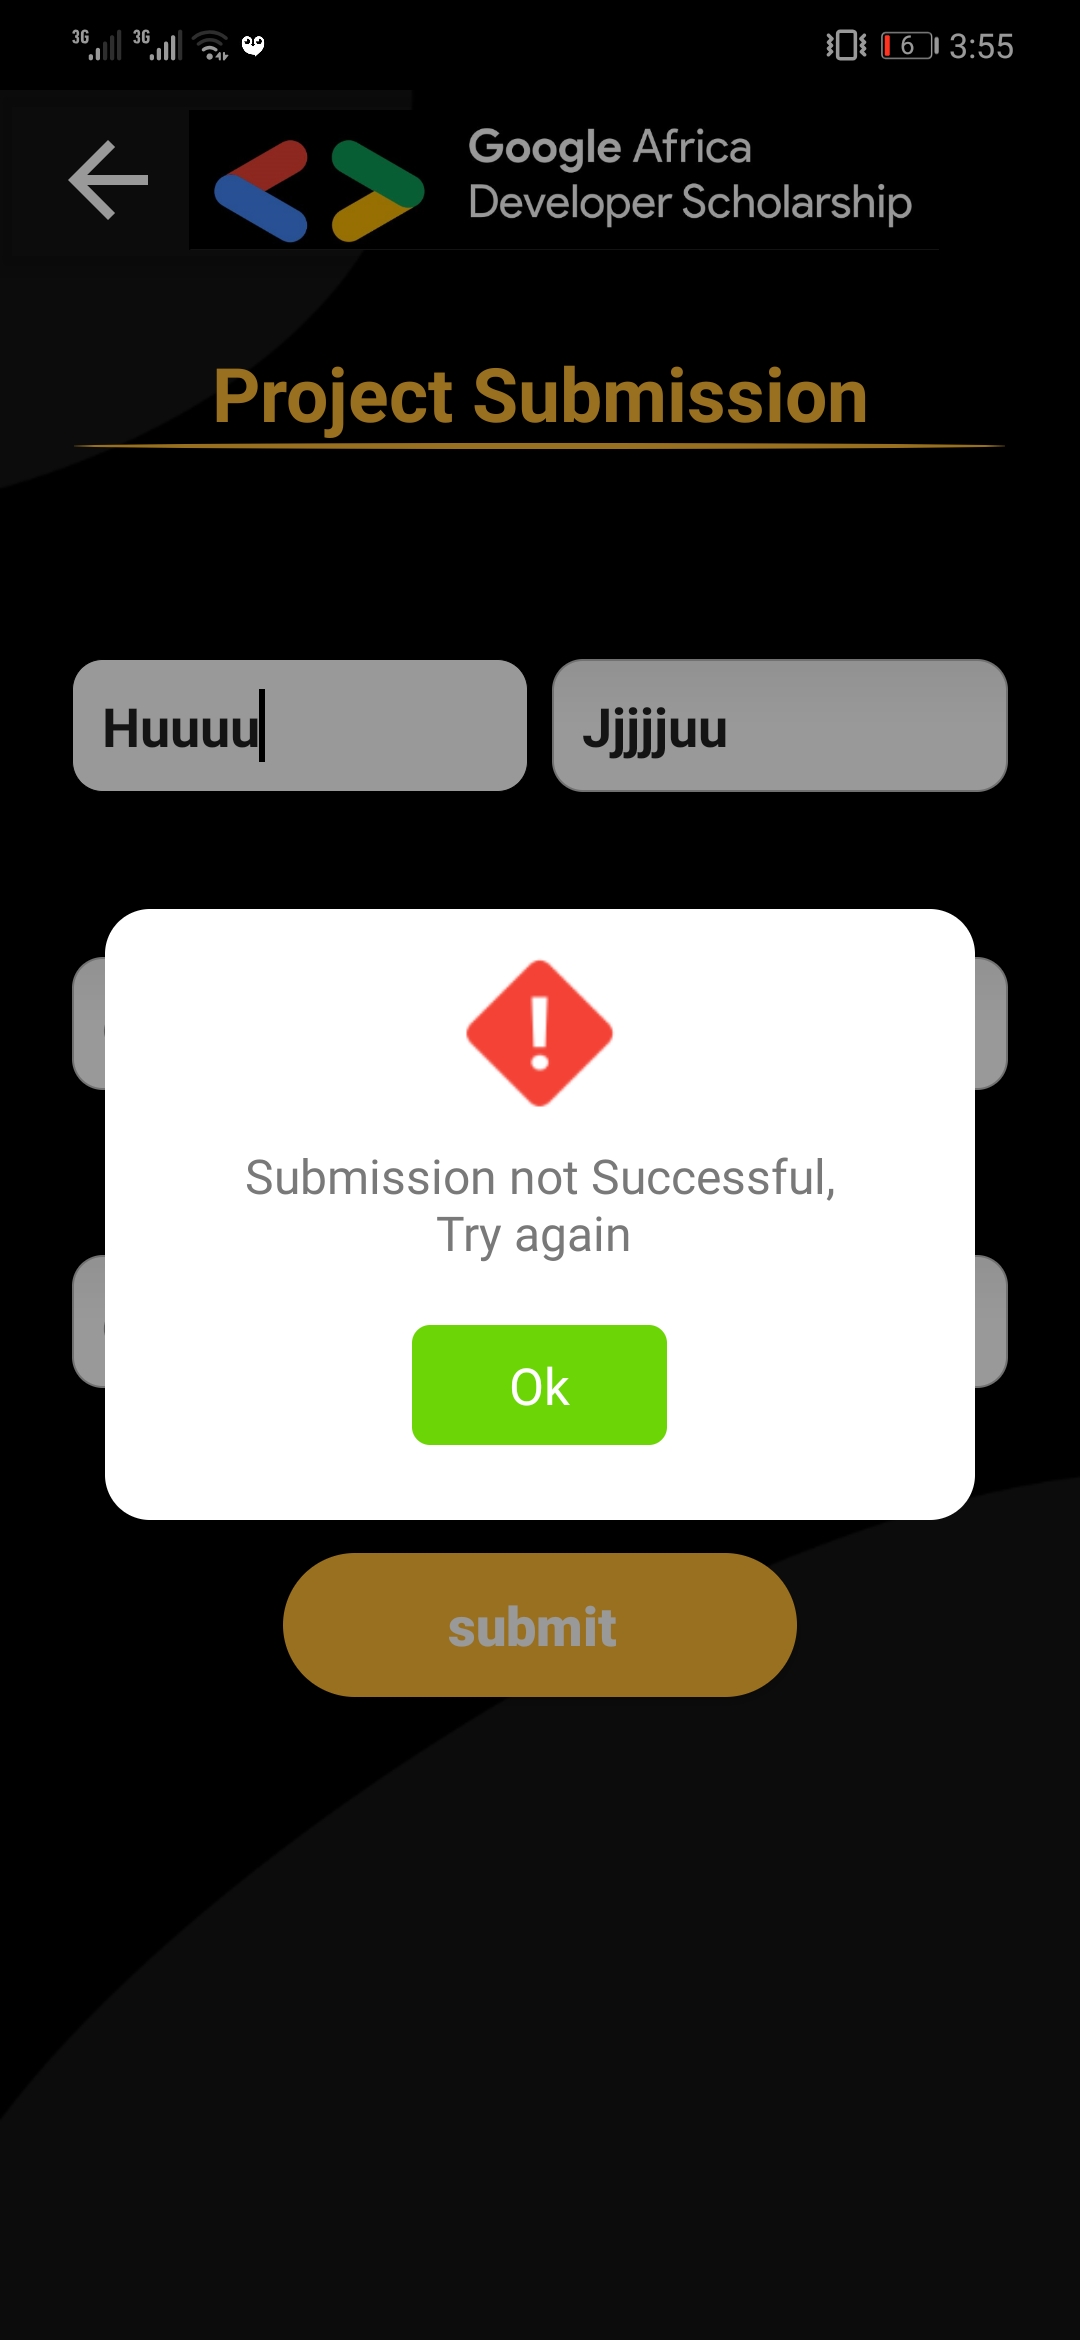 3G 3G 6 3:55
Google Africa
Developer Scholarship
Project Submission
Huuuu Jjjjjuu
Submission not Successful,
Try again
Ok
submit